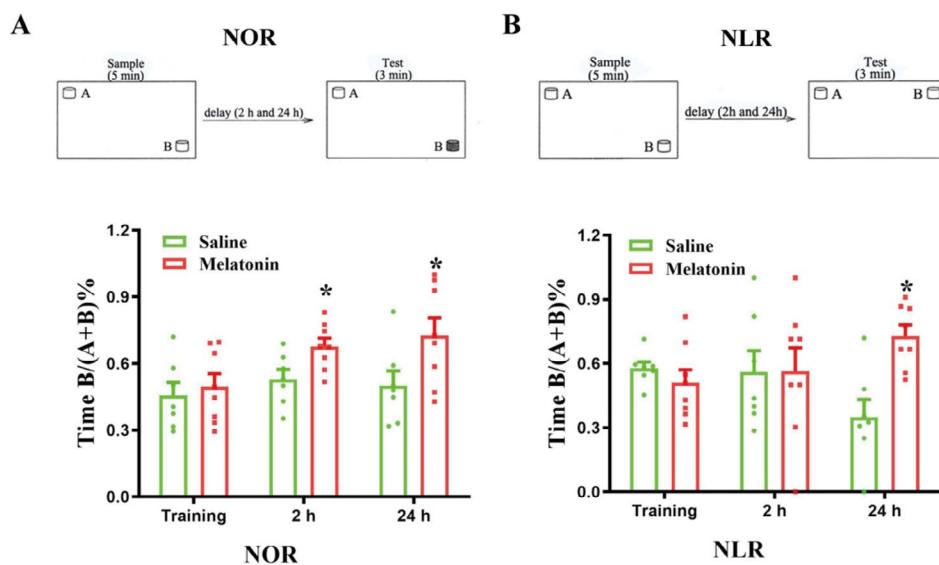 A
NOR
Sample
(5 min)
A
B
delay (2 h and 24 h)
Test
(3 min)
A
B
1.2
0.9
0.6
0.3
0.0
Time B/(A+B)%
Saline
Melatonin
*
*
Training
2 h
24 h
NOR
B
NLR
Sample
(5 min)
A
B
delay (2h and 24h)
Test
(3 min)
A
B
1.2
0.9
0.6
0.3
0.0
Time B/(A+B)%
Saline
Melatonin
*
Training
2 h
24 h
NLR